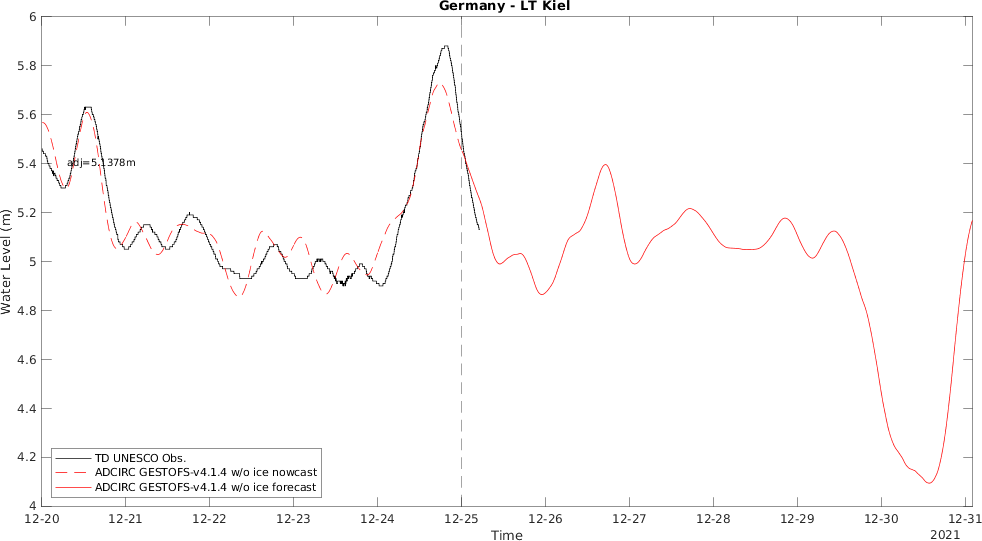 Germany - LT Kiel
6
5.8
5.6
5.4
5.2
5
4.8
4.6
4.4
4.2
4
Water Level (m)
adj=5.1378m
TD UNESCO Obs.
ADCIRC GESTOFS-v4.1.4 w/o ice nowcast
ADCIRC GESTOFS-v4.1.4 w/o ice forecast
12-20 12-21 12-22 12-23 12-24 12-25 12-26 12-27 12-28 12-29 12-30 12-31
Time
2021